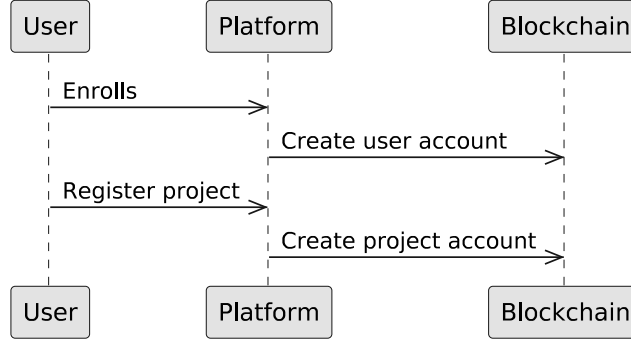 User Platform Blockchain
Enrolls
Create user account
Register project
Create project account
User Platform Blockchain